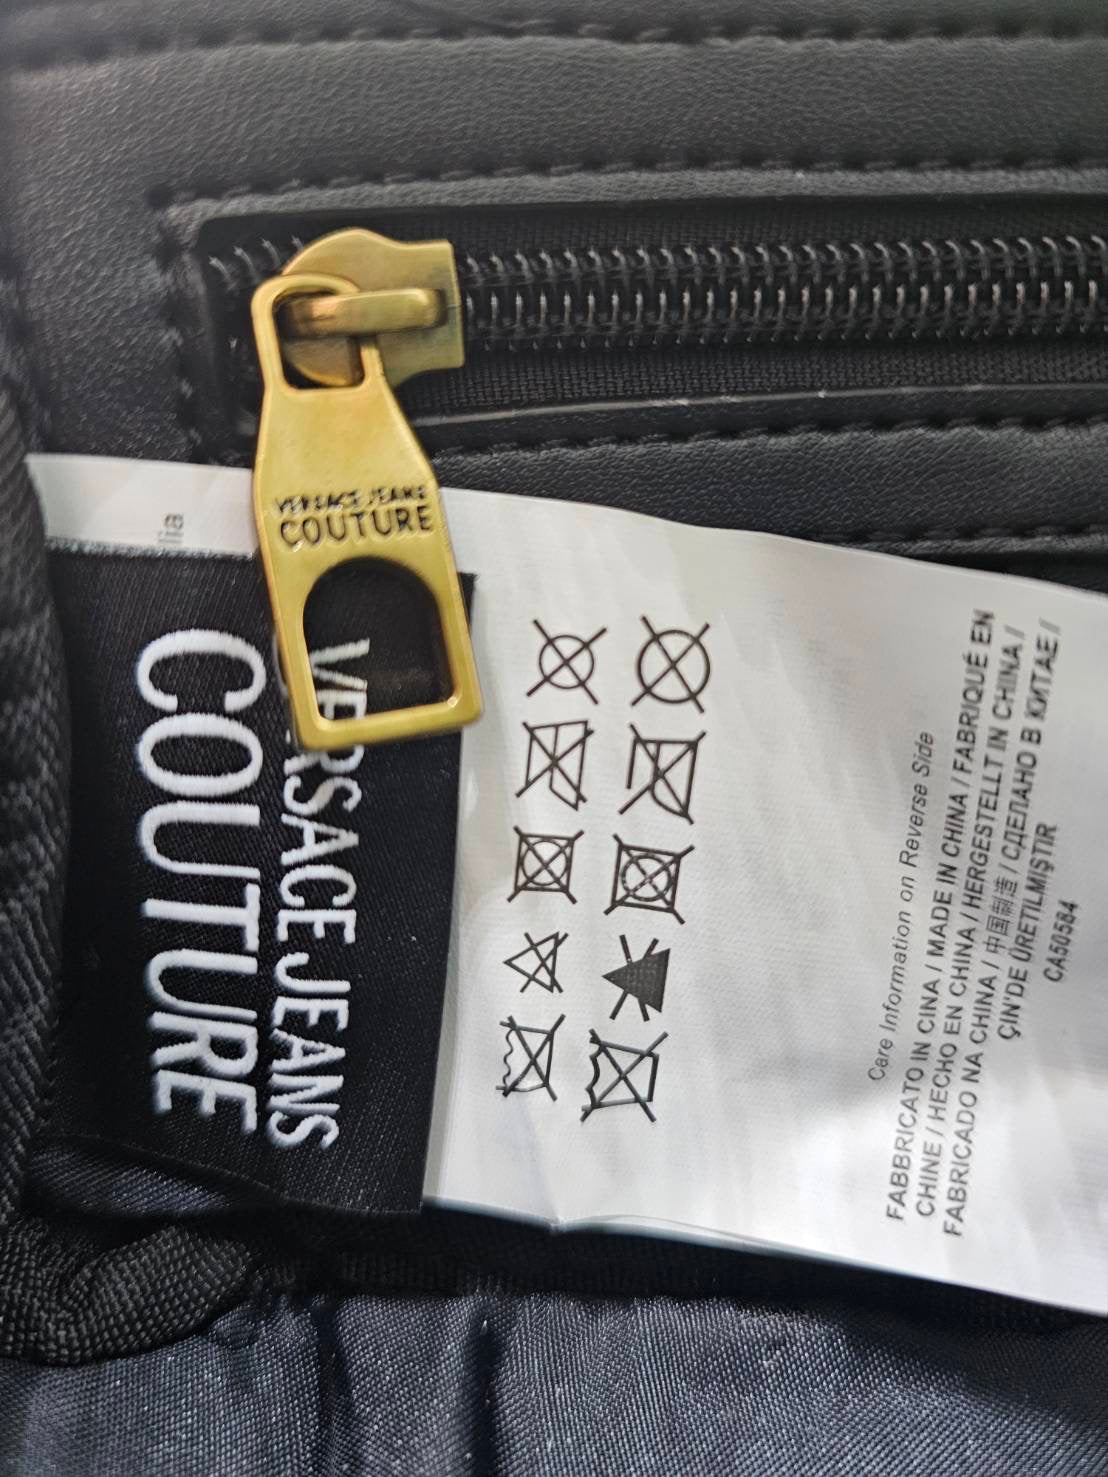 VERSACE JEANS
COUTURE
lia
VERSACE JEANS
COUTURE
Care Information on Reverse Side
FABBRICATO IN CINA / MADE IN CHINA / FABRIQUÉ EN
CHINE / HECHO EN CHINA / HERGESTELLT IN CHINA /
FABRICADO NA CHINA / 中国制造 / СДЕЛАНО В КИТАЕ /
ÇIN'DE ÜRETILMIŞTIR
CA50584